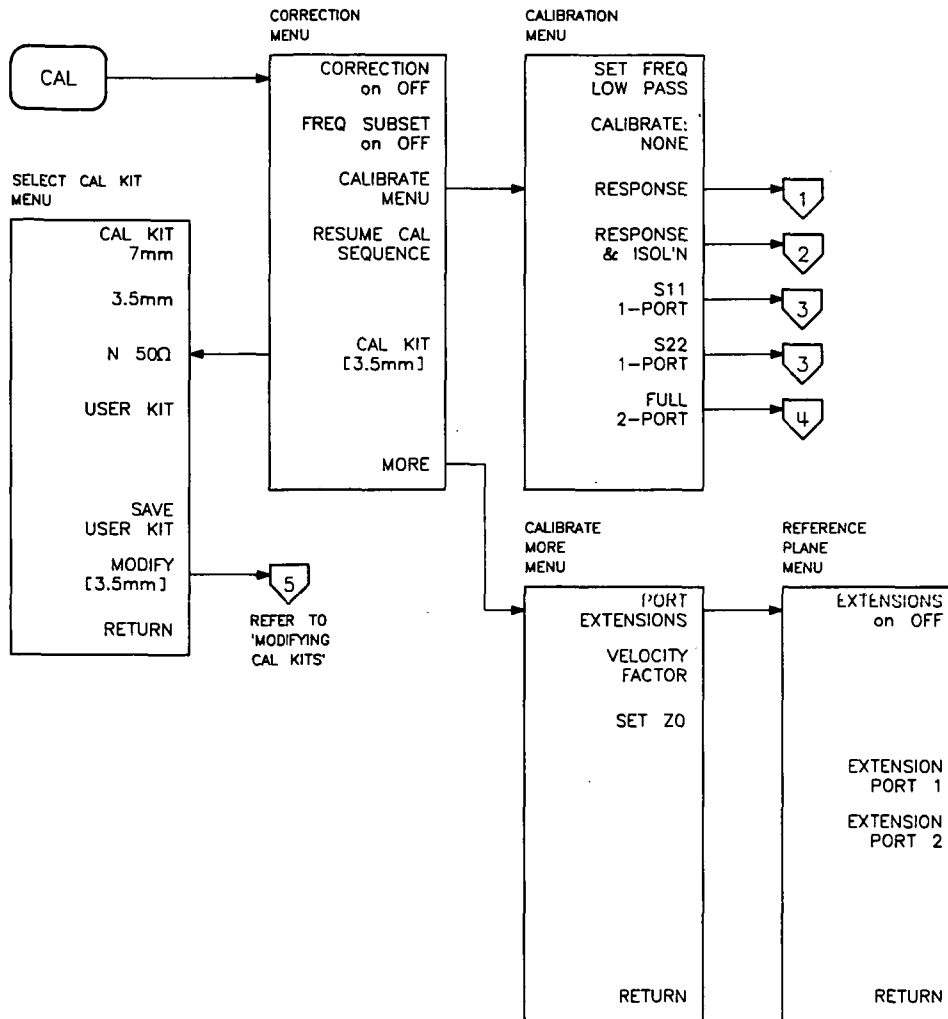 CAL
CORRECTION
MENU
CORRECTION
on OFF
FREQ SUBSET
on OFF
CALIBRATE
MENU
RESUME CAL
SEQUENCE
CAL KIT
[3.5mm]
MORE
CALIBRATION
MENU
SET FREQ
LOW PASS
CALIBRATE:
NONE
RESPONSE
1
RESPONSE
& ISOL'N
2
S11
1-PORT
3
S22
1-PORT
3
FULL
2-PORT
4
SELECT CAL KIT
MENU
CAL KIT
7mm
3.5mm
N 50Ω
USER KIT
SAVE
USER KIT
MODIFY
[3.5mm]
RETURN
5
REFER TO
'MODIFYING
CAL KITS'
CALIBRATE
MORE
MENU
PORT
EXTENSIONS
VELOCITY
FACTOR
SET Z0
RETURN
REFERENCE
PLANE
MENU
EXTENSIONS
on OFF
EXTENSION
PORT 1
EXTENSION
PORT 2
RETURN